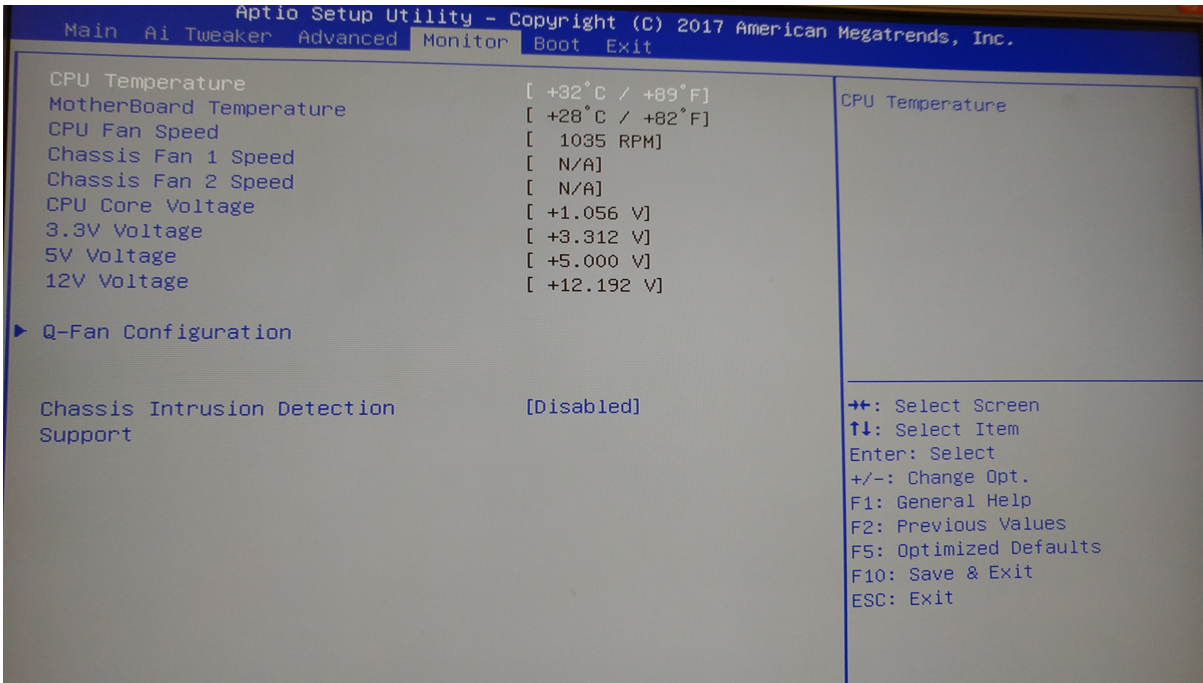 Aptio Setup Utility – Copyright (C) 2017 American Megatrends, Inc.
Main Ai Tweaker Advanced Monitor Boot Exit
CPU Temperature [ +32°C / +89°F]
MotherBoard Temperature [ +28°C / +82°F]
CPU Fan Speed [ 1035 RPM]
Chassis Fan 1 Speed [ N/A]
Chassis Fan 2 Speed [ N/A]
CPU Core Voltage [ +1.056 V]
3.3V Voltage [ +3.312 V]
5V Voltage [ +5.000 V]
12V Voltage [ +12.192 V]
Q-Fan Configuration
Chassis Intrusion Detection [Disabled]
Support
CPU Temperature
→←: Select Screen
↑↓: Select Item
Enter: Select
+/-: Change Opt.
F1: General Help
F2: Previous Values
F5: Optimized Defaults
F10: Save & Exit
ESC: Exit